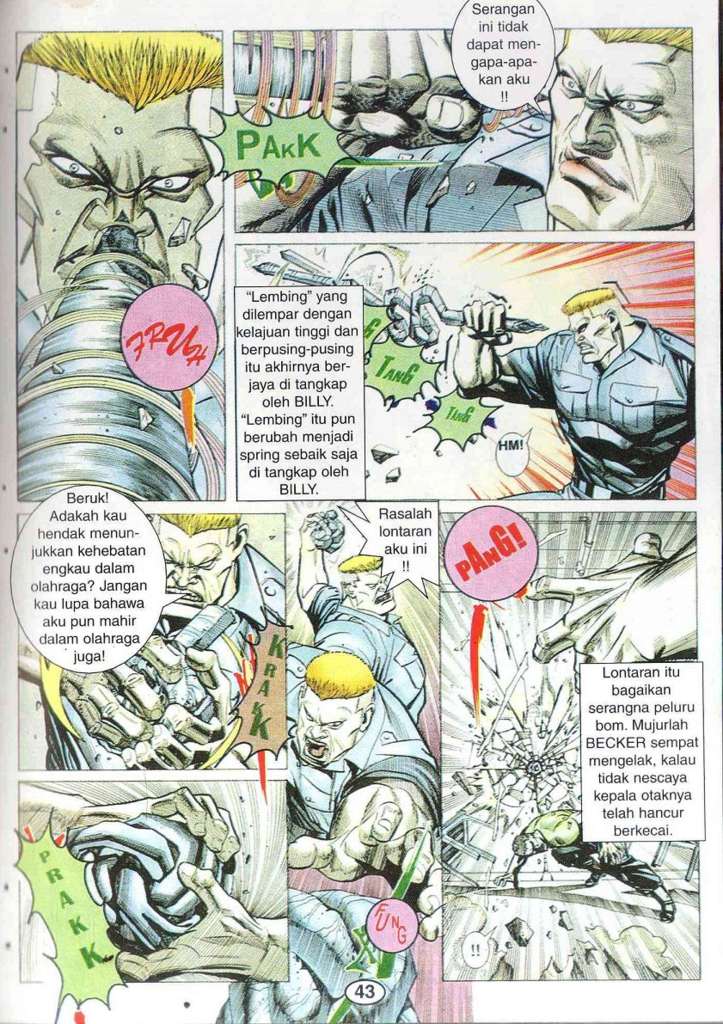 Serangan
ini tidak
dapat men-
gapa-apa-
kan aku
!!
PAKK
FRUH
"Lembing" yang
dilempar dengan
kelajuan tinggi dan
berpusing-pusing
itu akhirnya ber-
jaya di tangkap
oleh BILLY.
"Lembing" itu pun
berubah menjadi
spring sebaik saja
di tangkap oleh
BILLY.
TANG
TANG
HM!
Beruk!
Adakah kau
hendak menun-
jukkan kehebatan
engkau dalam
olahraga? Jangan
kau lupa bahawa
aku pun mahir
dalam olahraga
juga!
KRAKK
Rasalah
lontaran
aku ini
!!
PANG!
Lontaran itu
bagaikan
serangna peluru
bom. Mujurlah
BECKER sempat
mengelak, kalau
tidak nescaya
kepala otaknya
telah hancur
berkecai.
PRAKK
FUNG
!!
43